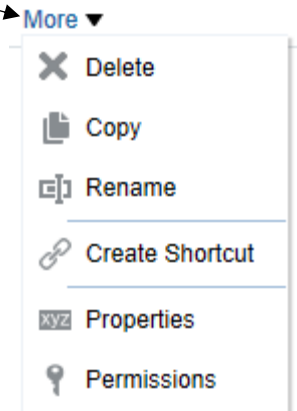 More ▼
Delete
Copy
Rename
Create Shortcut
xyz Properties
Permissions